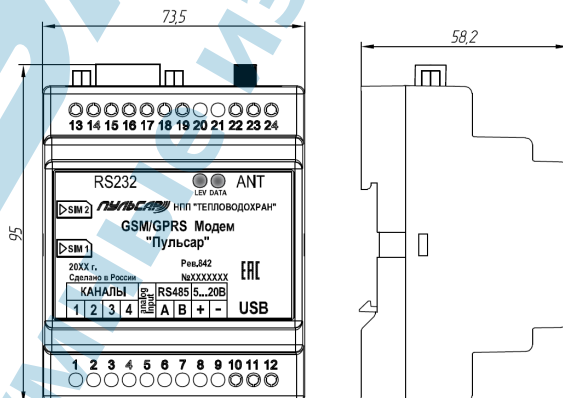 73,5
58,2
95
13 14 15 16 17 18 19 20 21 22 23 24
RS232 ANT
LEV DATA
SIM 2 ПУЛЬСАР НПП "ТЕПЛОВОДОХРАН"
GSM/GPRS Модем
"Пульсар"
SIM 1
20XX г. Рев.842
Сделано в России №XXXXXXX
EAC
КАНАЛЫ analog Input RS485 5...20В
1 2 3 4 A B + - USB
1 2 3 4 5 6 7 8 9 10 11 12